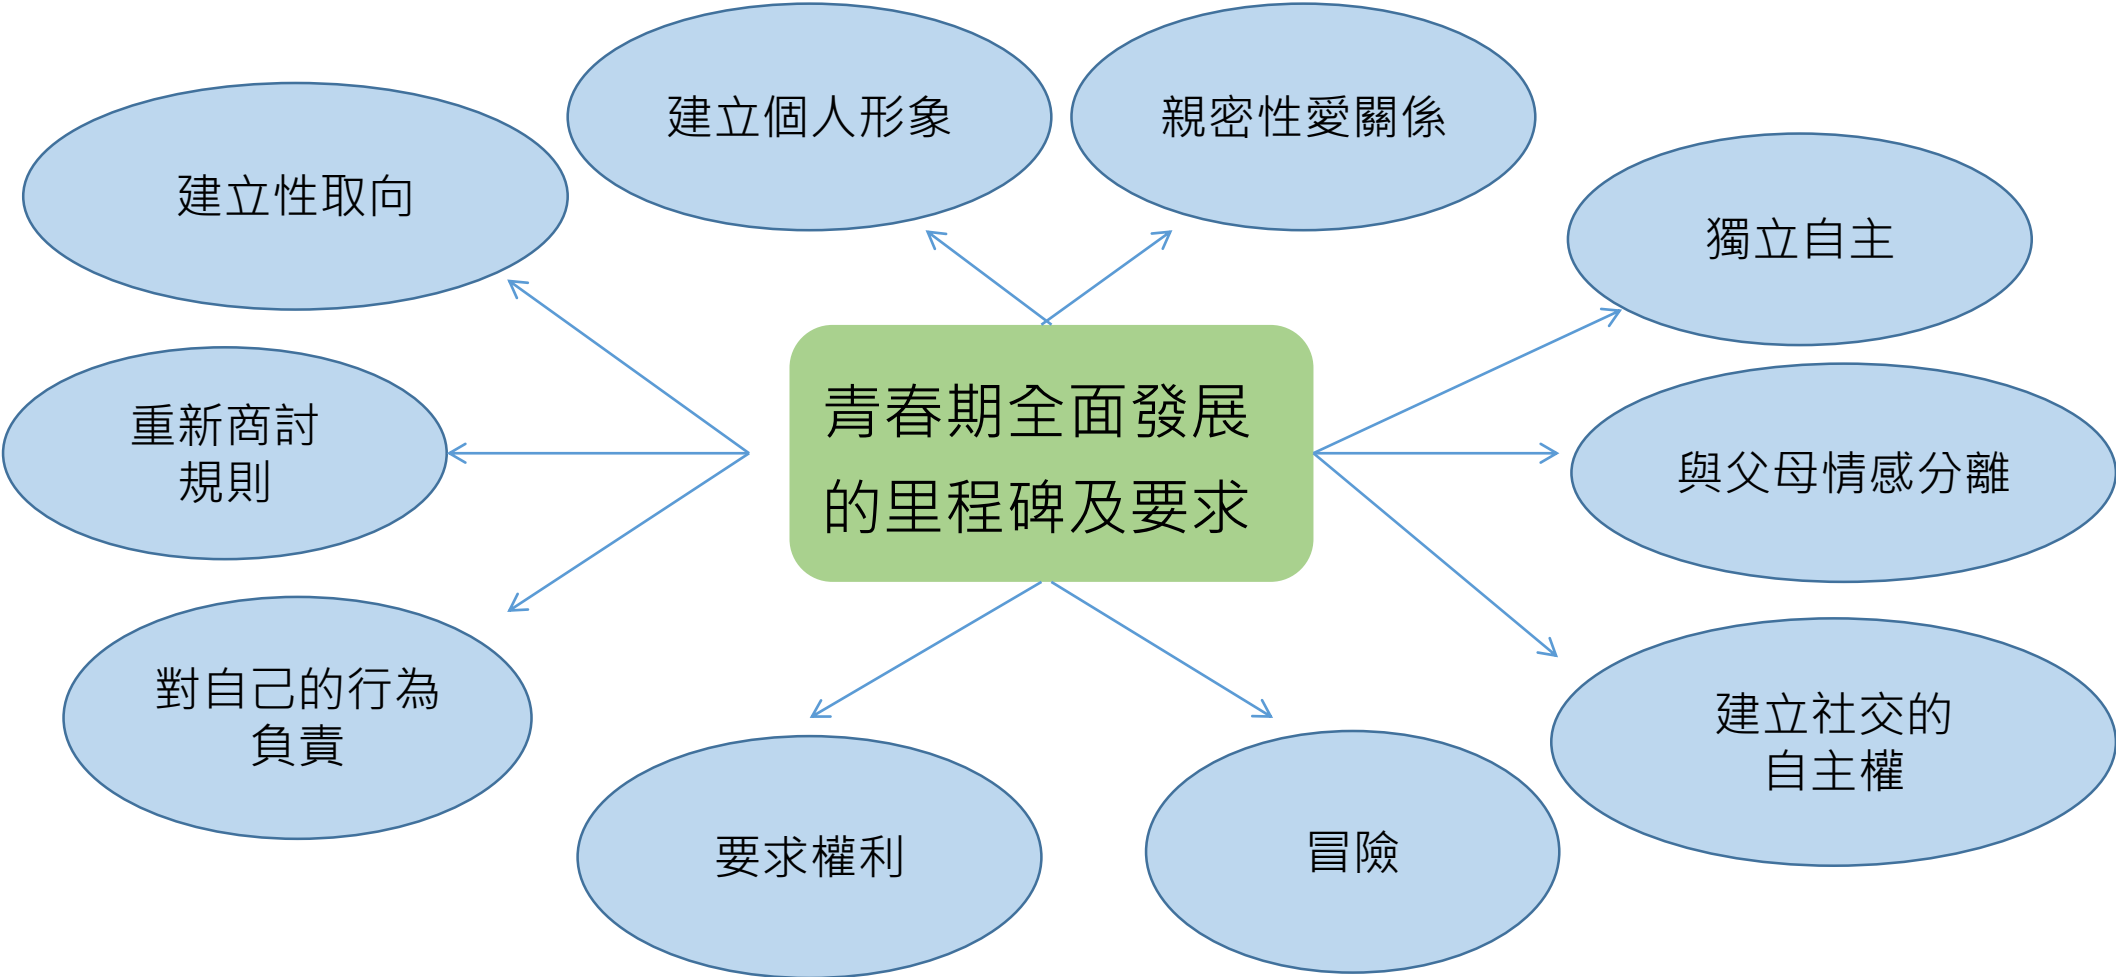 建立個人形象
親密性愛關係
建立性取向
獨立自主
青春期全面發展
的里程碑及要求
重新商討
規則
與父母情感分離
對自己的行為
負責
建立社交的
自主權
要求權利
冒險